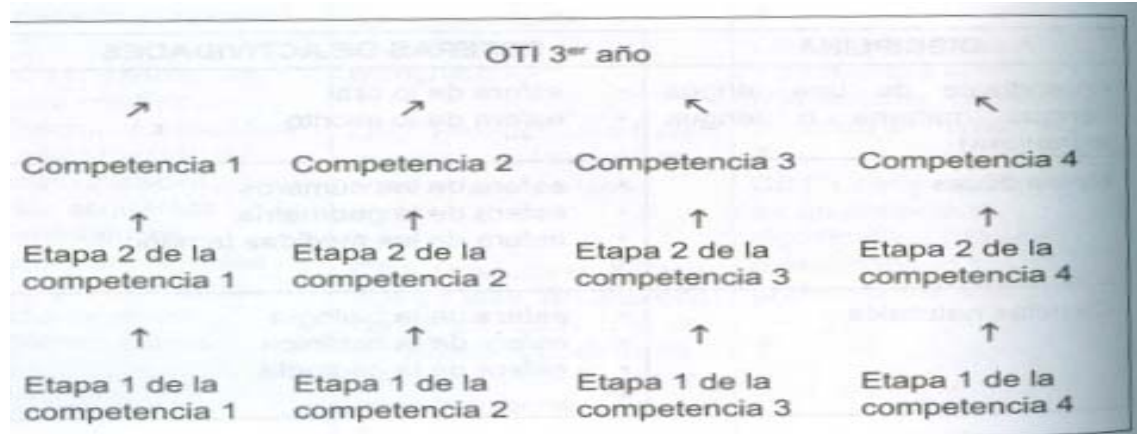 OTI 3er año
Competencia 1 Competencia 2 Competencia 3 Competencia 4
Etapa 2 de la Etapa 2 de la Etapa 2 de la Etapa 2 de la
competencia 1 competencia 2 competencia 3 competencia 4
Etapa 1 de la Etapa 1 de la Etapa 1 de la Etapa 1 de la
competencia 1 competencia 2 competencia 3 competencia 4